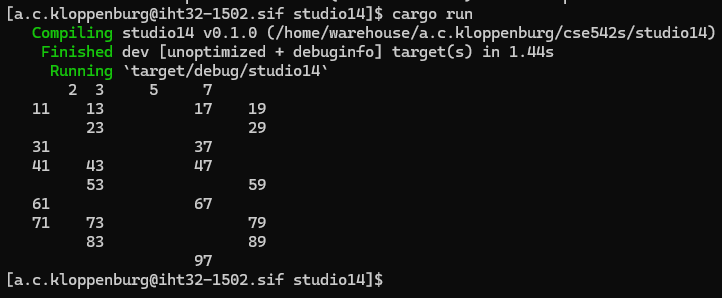 [a.c.kloppenburg@iht32-1502.sif studio14]$ cargo run
   Compiling studio14 v0.1.0 (/home/warehouse/a.c.kloppenburg/cse542s/studio14)
    Finished dev [unoptimized + debuginfo] target(s) in 1.44s
     Running `target/debug/studio14`
       2  3     5     7
   11    13          17    19
         23                29
   31                37
   41    43          47
         53                59
   61                67
   71    73                79
         83                89
                     97
[a.c.kloppenburg@iht32-1502.sif studio14]$